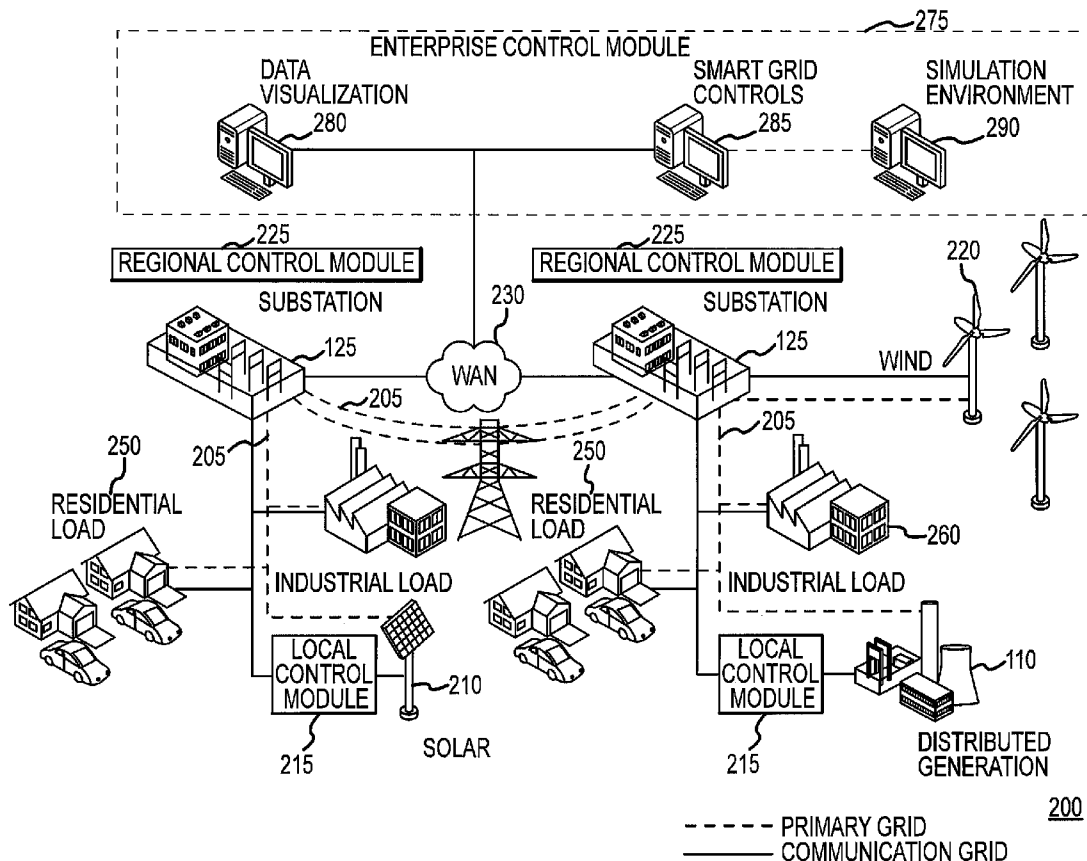 275
ENTERPRISE CONTROL MODULE
DATA
VISUALIZATION
280
SMART GRID
CONTROLS
285
SIMULATION
ENVIRONMENT
290
225
REGIONAL CONTROL MODULE
225
REGIONAL CONTROL MODULE
220
SUBSTATION
230
SUBSTATION
125
WAN
125
WIND
205
205
205
250
RESIDENTIAL
LOAD
250
RESIDENTIAL
LOAD
260
INDUSTRIAL LOAD
INDUSTRIAL LOAD
LOCAL
CONTROL
MODULE
210
215
SOLAR
LOCAL
CONTROL
MODULE
110
215
DISTRIBUTED
GENERATION
200
PRIMARY GRID
COMMUNICATION GRID